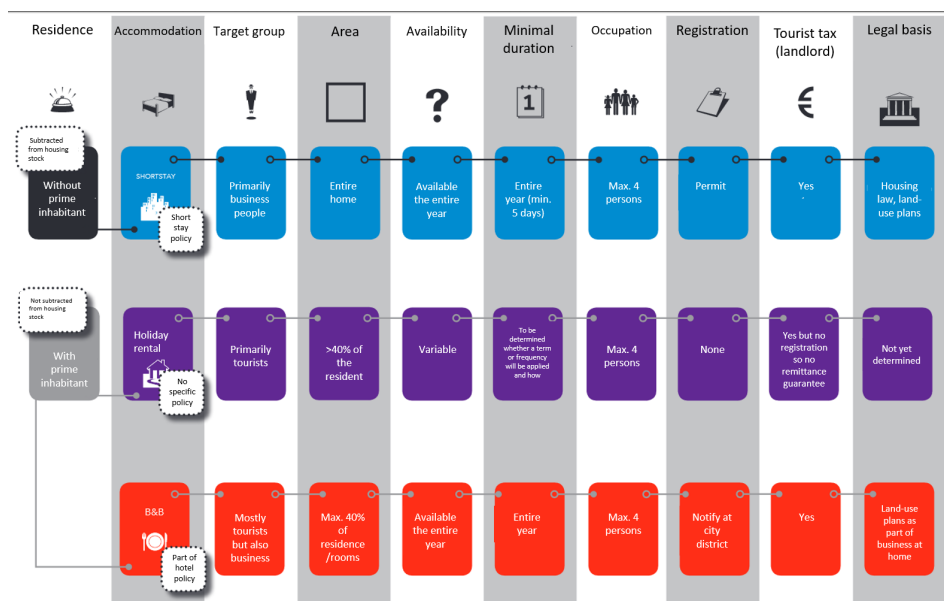 Residence
Accommodation
Target group
Area
Availability
Minimal
duration
Occupation
Registration
Tourist tax
(landlord)
Legal basis
1
?
€
Subtracted
from housing
stock
Without
prime
inhabitant
SHORTSTAY
Short
stay
policy
Primarily
business
people
Entire
home
Available
the entire
year
Entire
year (min.
5 days)
Max. 4
persons
Permit
Yes
Housing
law, land-
use plans
Not subtracted
from housing
stock
With
prime
inhabitant
Holiday
rental
No
specific
policy
Primarily
tourists
>40% of
the
resident
Variable
To be
determined
whether a term
or frequency
will be applied
and how
Max. 4
persons
None
Yes but no
registration
so no
remittance
guarantee
Not yet
determined
B&B
Part of
hotel
policy
Mostly
tourists
but also
business
Max. 40%
of
residence
/rooms
Available
the entire
year
Entire
year
Max. 4
persons
Notify at
city
district
Yes
Land-use
plans as
part of
business at
home